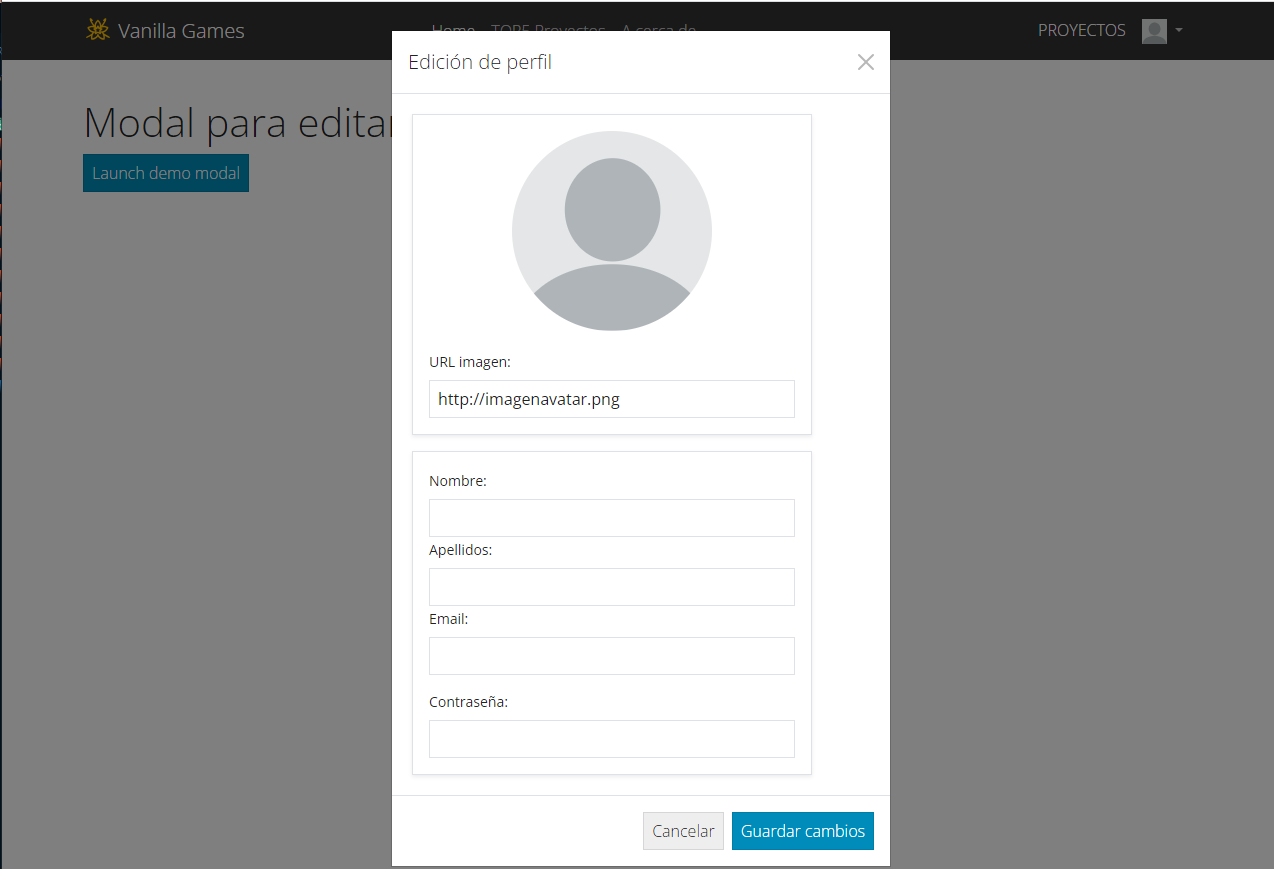 Vanilla Games
Home TOPE Proyectos A cerca de
PROYECTOS
Edición de perfil
Modal para editar
Launch demo modal
URL imagen:
http://imagenavatar.png
Nombre:
Apellidos:
Email:
Contraseña:
Cancelar
Guardar cambios